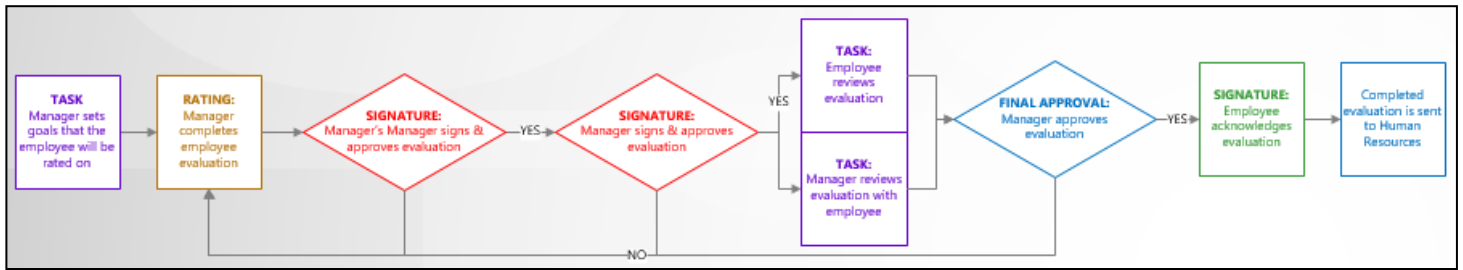 TASK
Manager sets
goals that the
employee will be
rated on
RATING:
Manager
completes
employee
evaluation
SIGNATURE:
Manager's Manager signs &
approves evaluation
YES
SIGNATURE:
Manager signs & approves
evaluation
YES
TASK:
Employee
reviews
evaluation
TASK:
Manager reviews
evaluation with
employee
FINAL APPROVAL:
Manager approves
evaluation
YES
SIGNATURE:
Employee
acknowledges
evaluation
Completed
evaluation is sent
to Human
Resources
NO